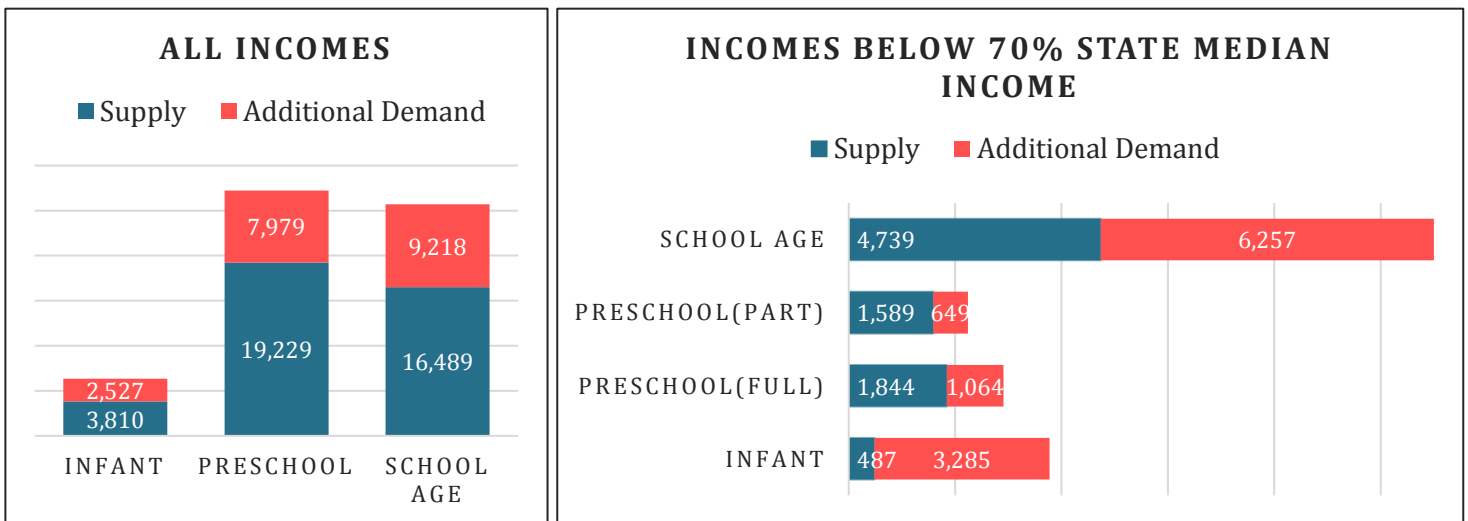 ALL INCOMES
Supply Additional Demand
7,979
9,218
19,229
16,489
2,527
3,810
INFANT PRESCHOOL SCHOOL
AGE
INCOMES BELOW 70% STATE MEDIAN
INCOME
Supply Additional Demand
SCHOOL AGE 4,739 6,257
PRESCHOOL(PART) 1,589 649
PRESCHOOL(FULL) 1,844 1,064
INFANT 487 3,285